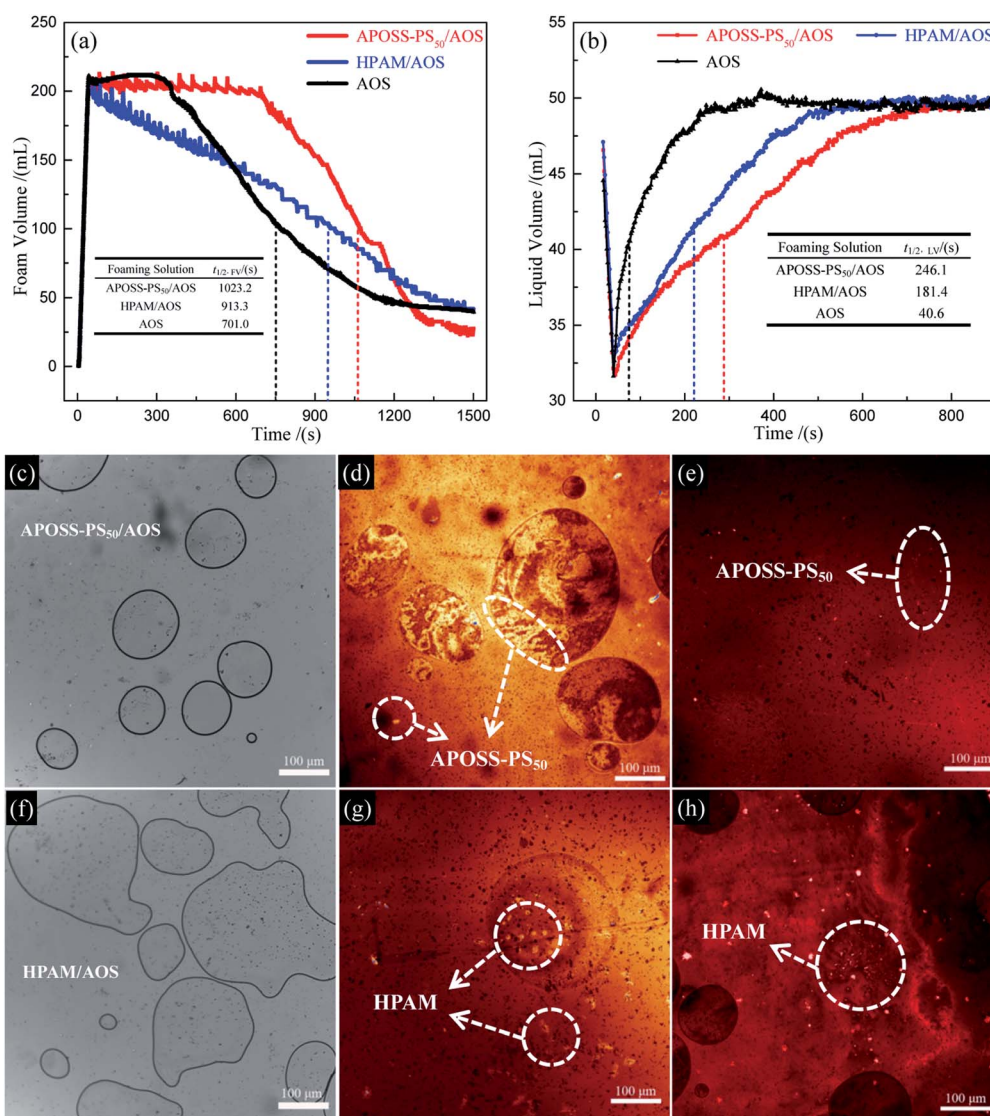 (a)
APOSS-PS₅₀/AOS
HPAM/AOS
AOS
250
200
150
100
50
0
Foam Volume /(mL)
Foaming Solution t1/2, FV/(s)
APOSS-PS₅₀/AOS 1023.2
HPAM/AOS 913.3
AOS 701.0
0 300 600 900 1200 1500
Time /(s)
(b)
APOSS-PS₅₀/AOS HPAM/AOS
AOS
50
45
40
35
30
Liquid Volume /(mL)
Foaming Solution t1/2, LV/(s)
APOSS-PS₅₀/AOS 246.1
HPAM/AOS 181.4
AOS 40.6
0 200 400 600 800
Time /(s)
(c)
APOSS-PS₅₀/AOS
100 μm
(d)
APOSS-PS₅₀
100 μm
(e)
APOSS-PS₅₀
100 μm
(f)
HPAM/AOS
100 μm
(g)
HPAM
100 μm
(h)
HPAM
100 μm